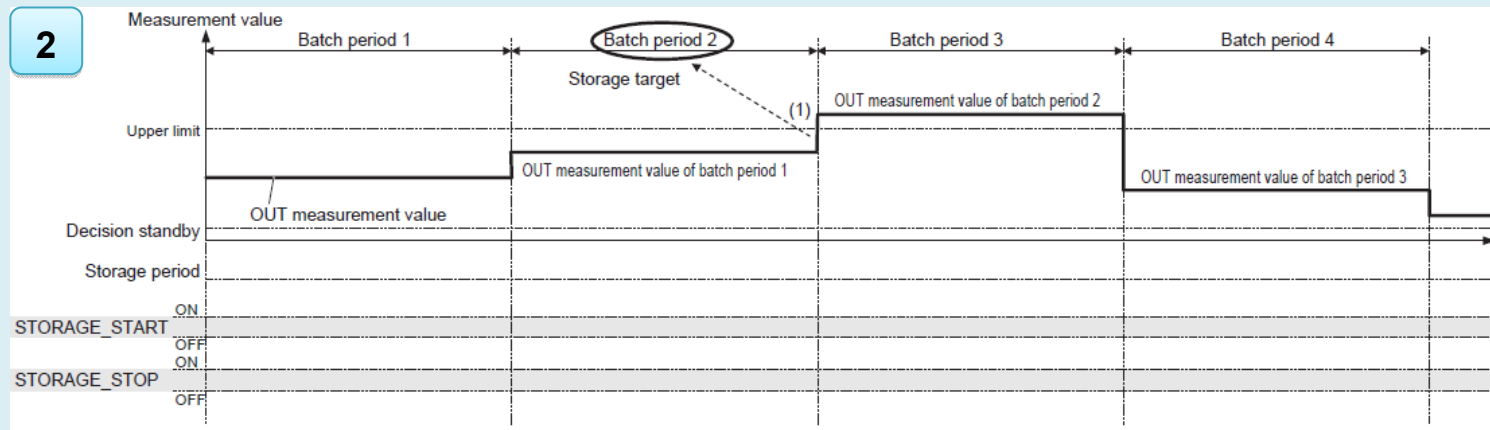 2
Measurement value
Batch period 1
Batch period 2
Batch period 3
Batch period 4
Storage target
(1)
OUT measurement value of batch period 2
Upper limit
OUT measurement value of batch period 1
OUT measurement value of batch period 3
OUT measurement value
Decision standby
Storage period
ON
STORAGE_START
OFF
ON
STORAGE_STOP
OFF